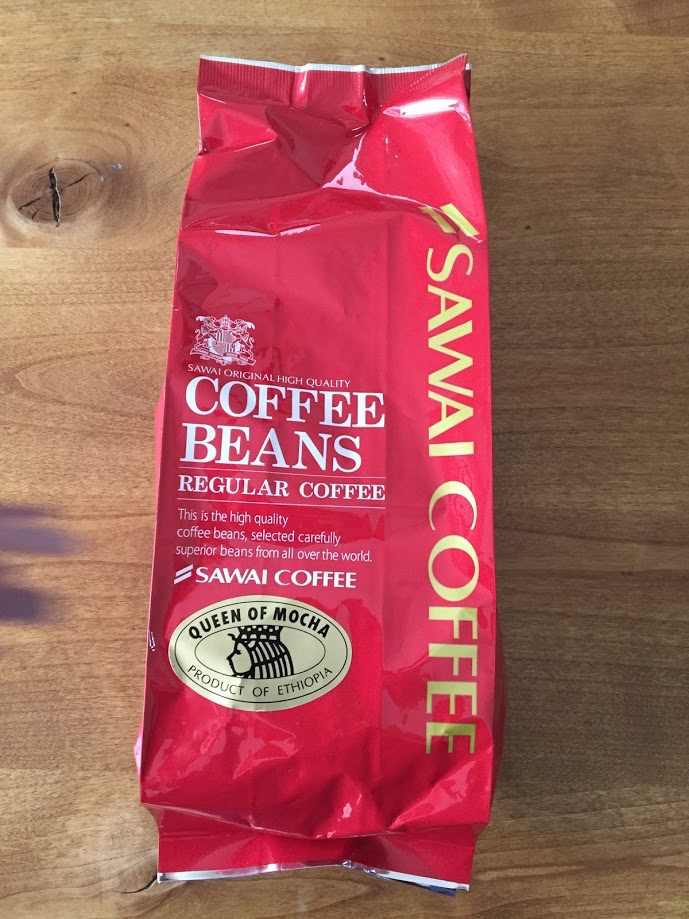 SAWAI ORIGINAL HIGH QUALITY
COFFEE
BEANS
REGULAR COFFEE
This is the high quality
coffee beans, selected carefully
superior beans from all over the world.
SAWAI COFFEE
QUEEN OF MOCHA
PRODUCT OF ETHIOPIA
SAWAI COFFEE